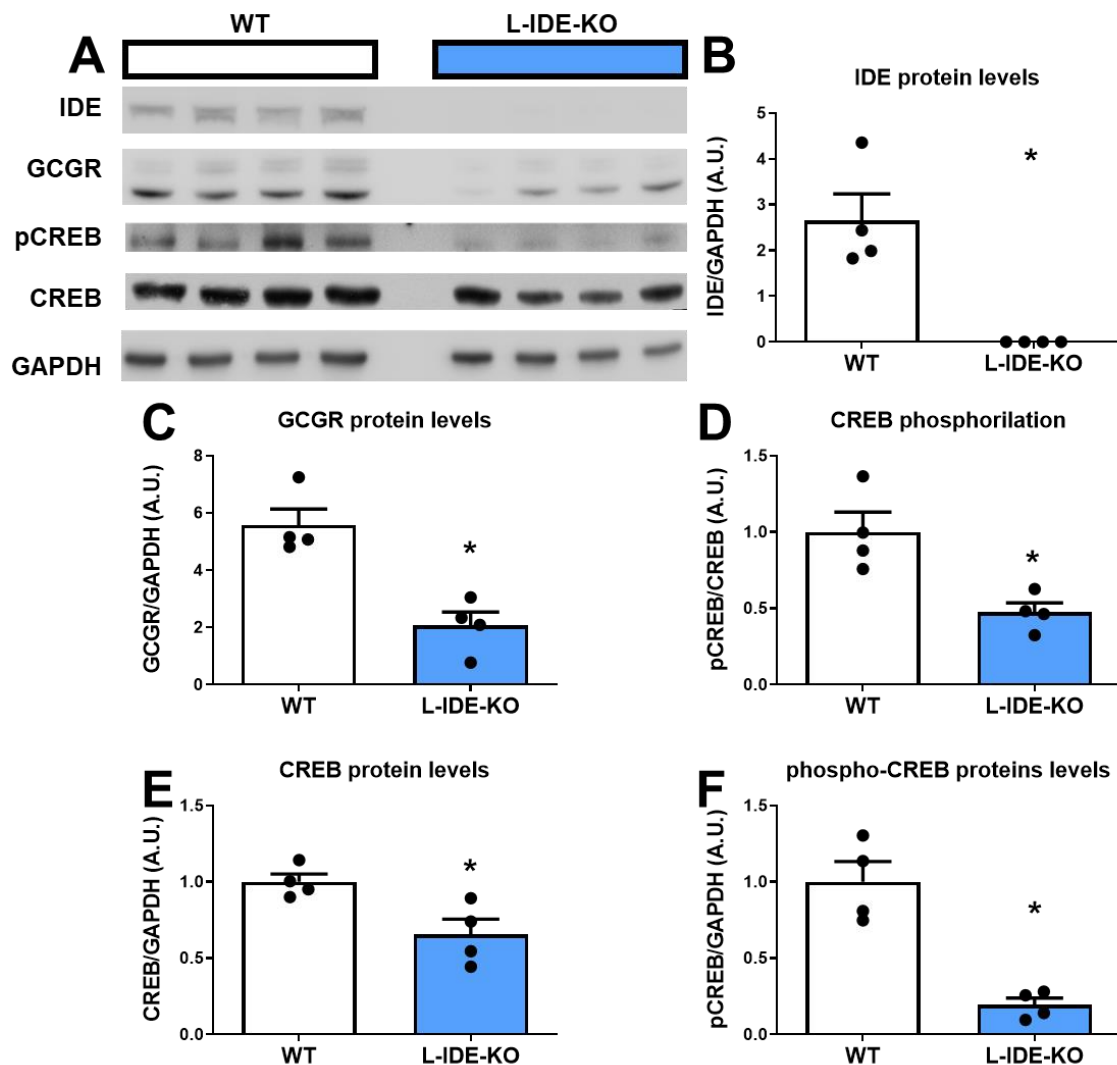 WT L-IDE-KO
A
IDE
GCGR
pCREB
CREB
GAPDH
B
IDE protein levels
IDE/GAPDH (A.U.)
5
4
3
2
1
0
*
WT L-IDE-KO
C
GCGR protein levels
GCGR/GAPDH (A.U.)
8
6
4
2
0
*
WT L-IDE-KO
D
CREB phosphorilation
pCREB/CREB (A.U.)
1.5
1.0
0.5
0.0
*
WT L-IDE-KO
E
CREB protein levels
CREB/GAPDH (A.U.)
1.5
1.0
0.5
0.0
*
WT L-IDE-KO
F
phospho-CREB proteins levels
pCREB/GAPDH (A.U.)
1.5
1.0
0.5
0.0
*
WT L-IDE-KO